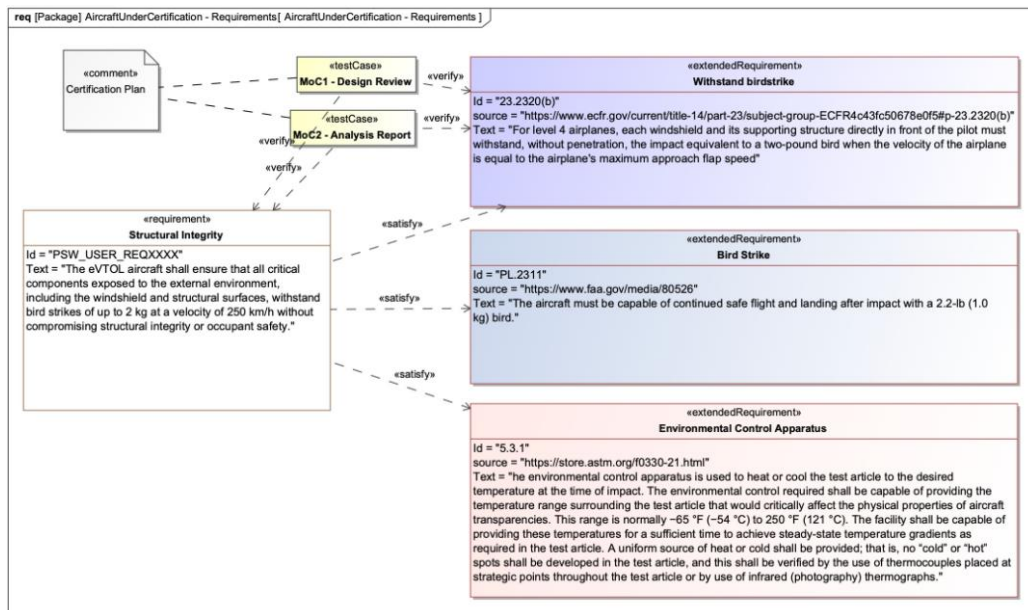 req [Package] AircraftUnderCertification - Requirements[ AircraftUnderCertification - Requirements ]
«comment»
Certification Plan
«testCase»
MoC1 - Design Review
«verify»
«testCase»
MoC2 - Analysis Report
«verify»
«verify»
«verify»
«extendedRequirement»
Withstand birdstrike
Id = "23.2320(b)"
source = "https://www.ecfr.gov/current/title-14/part-23/subject-group-ECFR4c43fc50678e0f5#p-23.2320(b)"
Text = "For level 4 airplanes, each windshield and its supporting structure directly in front of the pilot must
withstand, without penetration, the impact equivalent to a two-pound bird when the velocity of the airplane
is equal to the airplane's maximum approach flap speed"
«requirement»
Structural Integrity
Id = "PSW_USER_REQXXXX"
Text = "The eVTOL aircraft shall ensure that all critical
components exposed to the external environment,
including the windshield and structural surfaces, withstand
bird strikes of up to 2 kg at a velocity of 250 km/h without
compromising structural integrity or occupant safety."
«satisfy»
«satisfy»
«satisfy»
«extendedRequirement»
Bird Strike
Id = "PL.2311"
source = "https://www.faa.gov/media/80526"
Text = "The aircraft must be capable of continued safe flight and landing after impact with a 2.2-lb (1.0
kg) bird."
«extendedRequirement»
Environmental Control Apparatus
Id = "5.3.1"
source = "https://store.astm.org/f0330-21.html"
Text = "he environmental control apparatus is used to heat or cool the test article to the desired
temperature at the time of impact. The environmental control required shall be capable of providing the
temperature range surrounding the test article that would critically affect the physical properties of aircraft
transparencies. This range is normally −65 °F (−54 °C) to 250 °F (121 °C). The facility shall be capable of
providing these temperatures for a sufficient time to achieve steady-state temperature gradients as
required in the test article. A uniform source of heat or cold shall be provided; that is, no “cold” or “hot”
spots shall be developed in the test article, and this shall be verified by the use of thermocouples placed at
strategic points throughout the test article or by use of infrared (photography) thermographs."